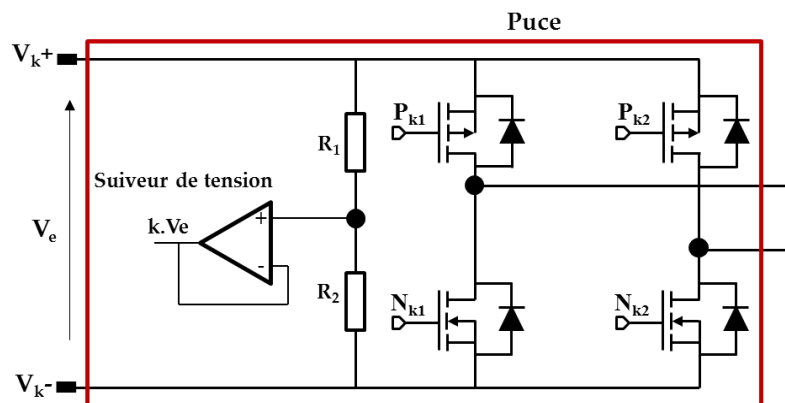 Puce
Vk+
Pk1
Pk2
R1
Suiveur de tension
k.Ve
+
-
Ve
R2
Nk1
Nk2
Vk-